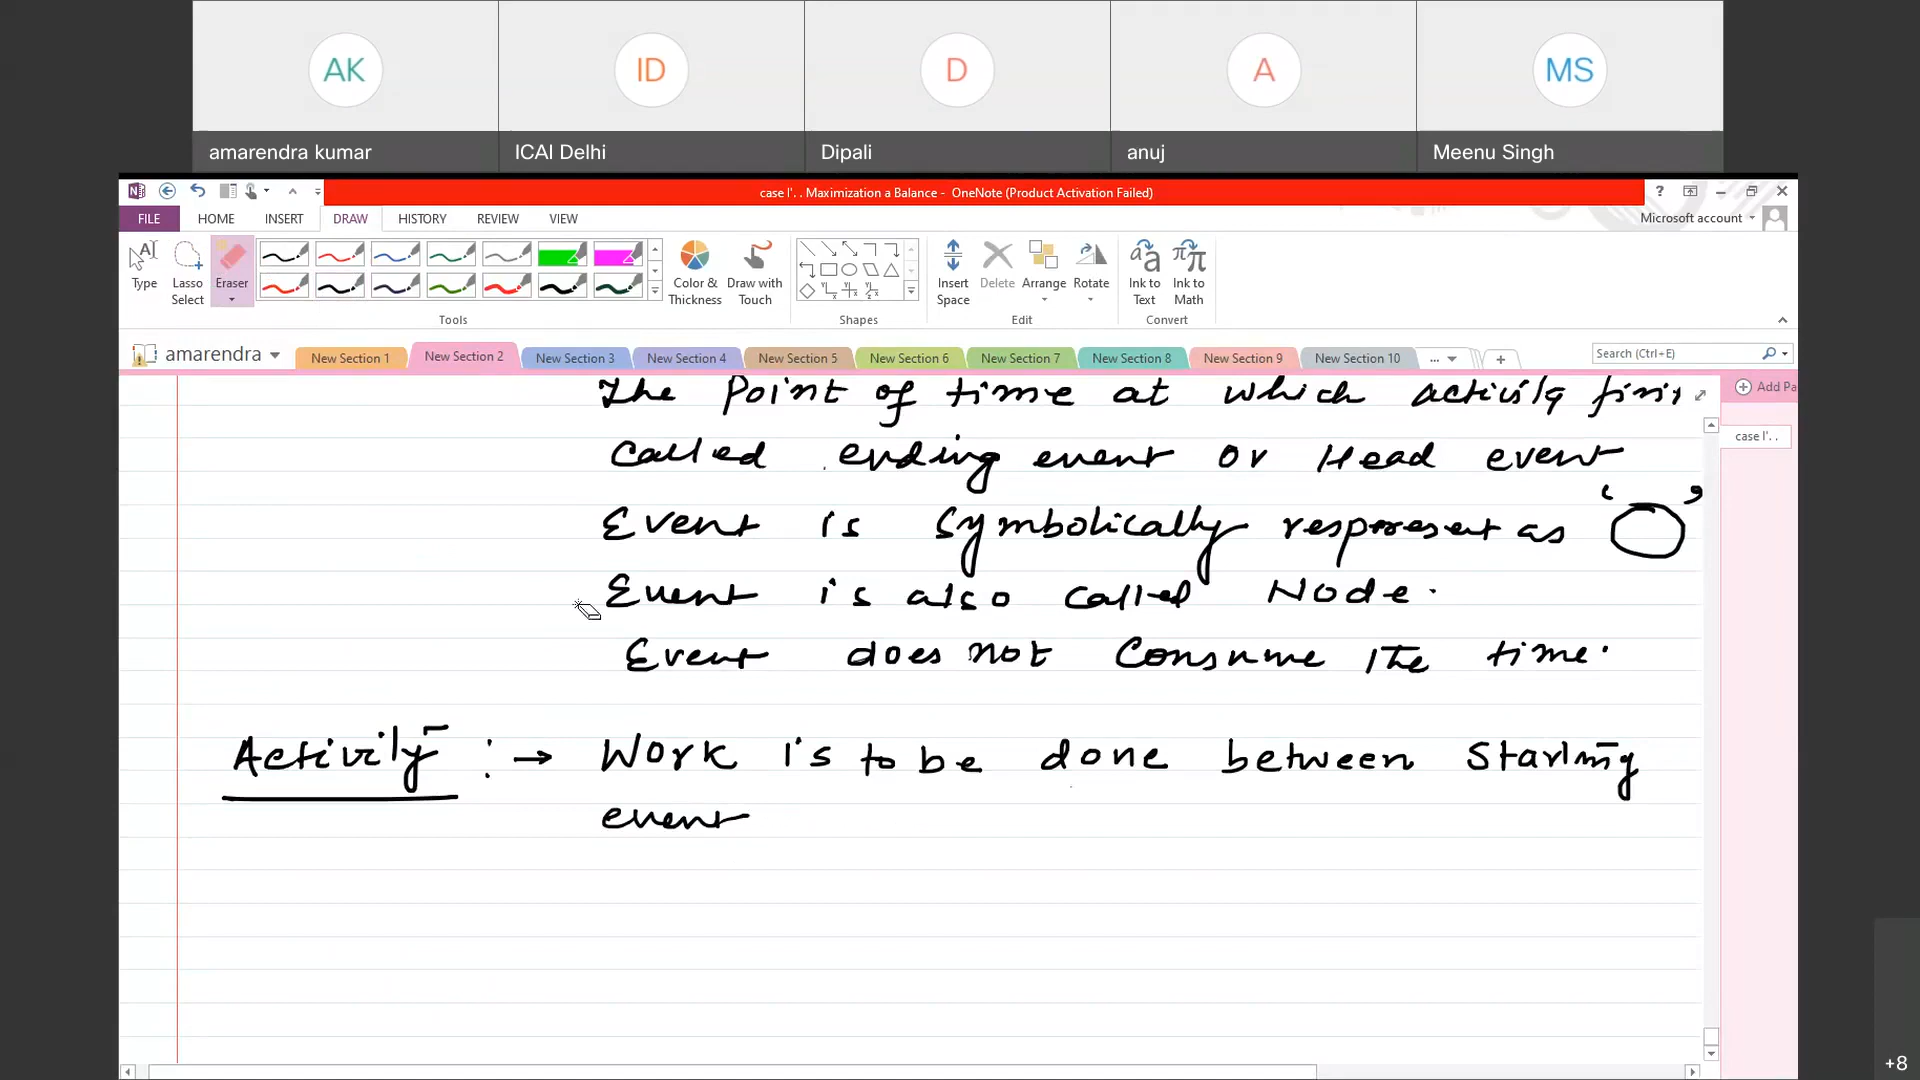 AK
ID
D
A
MS
amarendra kumar
ICAI Delhi
Dipali
anuj
Meenu Singh
case I'. . Maximization a Balance - OneNote (Product Activation Failed)
FILE HOME INSERT DRAW HISTORY REVIEW VIEW
Microsoft account
Type
Lasso Select
Eraser
Color & Thickness
Draw with Touch
Insert Space
Delete
Arrange
Rotate
Ink to Text
Ink to Math
Tools
Shapes
Edit
Convert
amarendra
New Section 1
New Section 2
New Section 3
New Section 4
New Section 5
New Section 6
New Section 7
New Section 8
New Section 9
New Section 10
...
Search (Ctrl+E)
Add Pa
case I'. .
The Point of time at which activity fini
Called ending event or Head event
Event is Symbolically respresent as 'O'
Event is also called Node.
Event does not Consume the time.
Activity :→ Work is to be done between Starting
event
+8